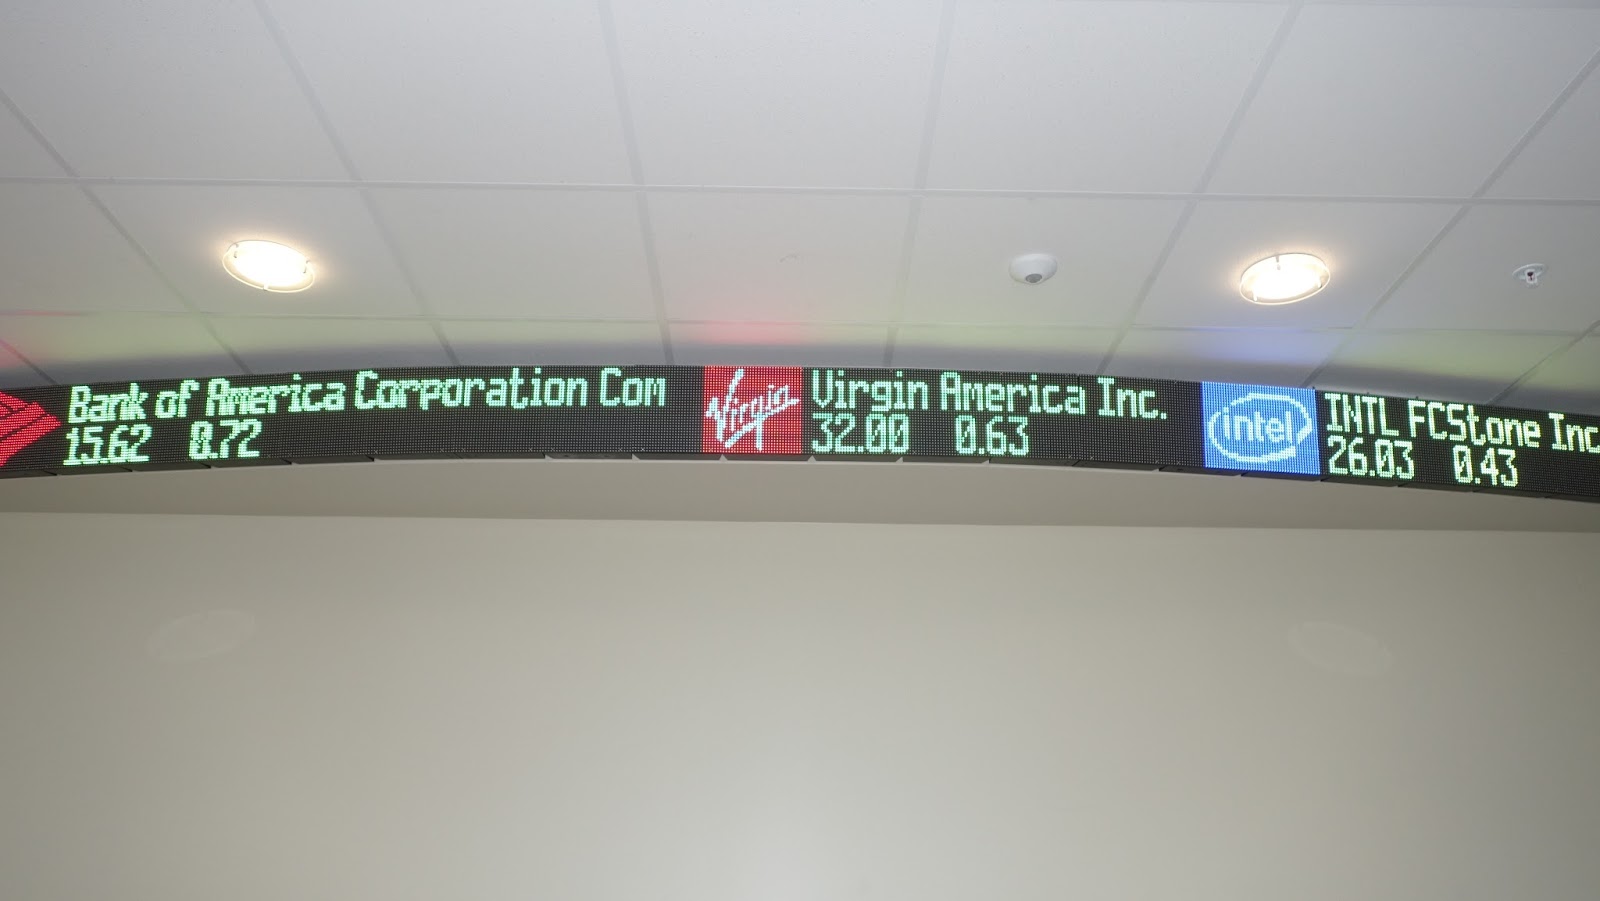 Bank of America Corporation Com
15.62 0.72
Virgin
Virgin America Inc.
32.00 0.63
intel
INTL FCStone Inc
26.03 0.43